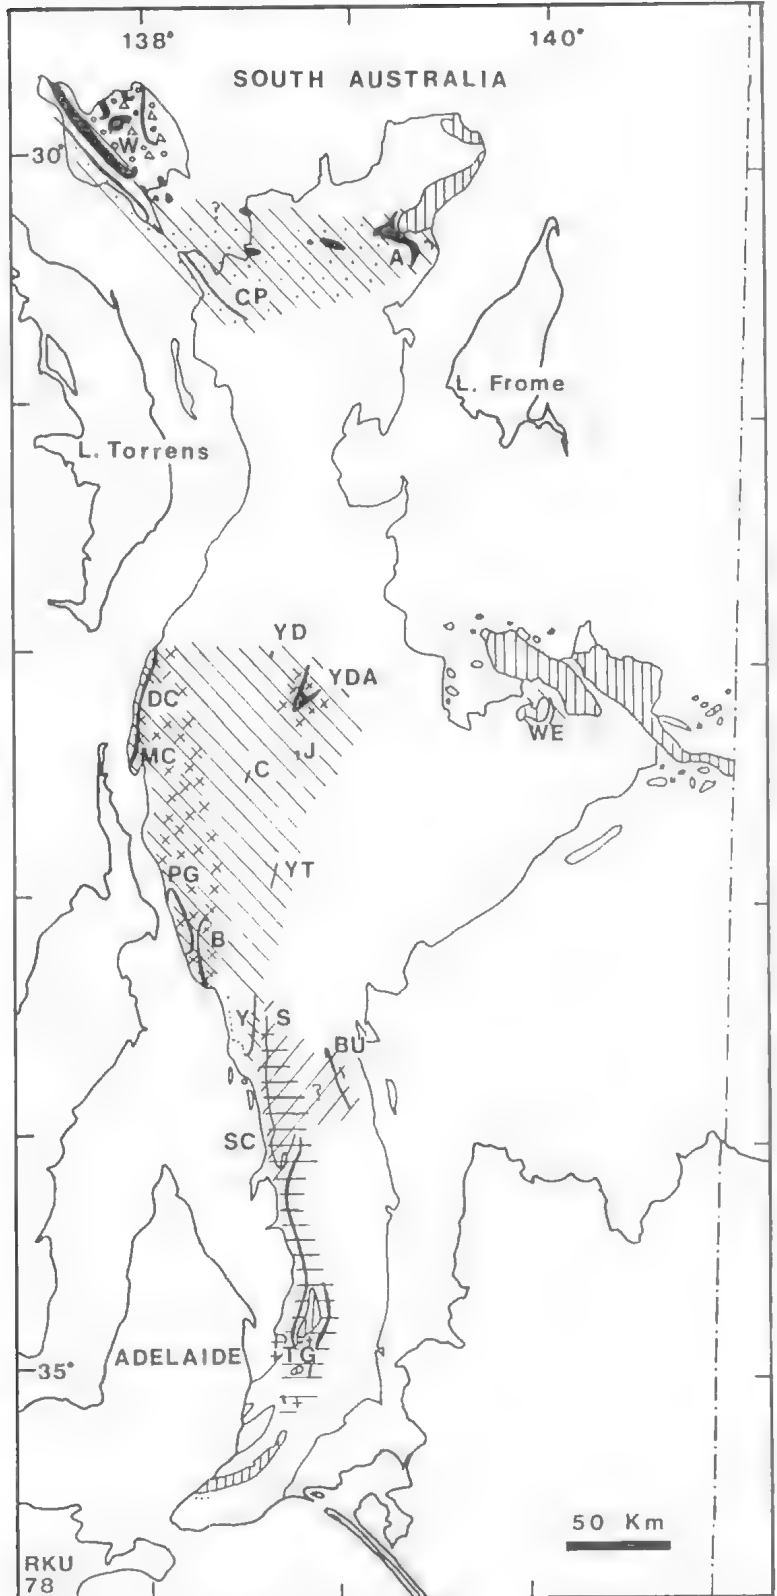 138° 140°
SOUTH AUSTRALIA
W
30°
?
A
CP
L. Frome
L. Torrens
YD
YDA
DC
WE
MC
J
C
PG
YT
B
Y S
BU
?
SC
ADELAIDE
TG
35°
50 Km
RKU
78